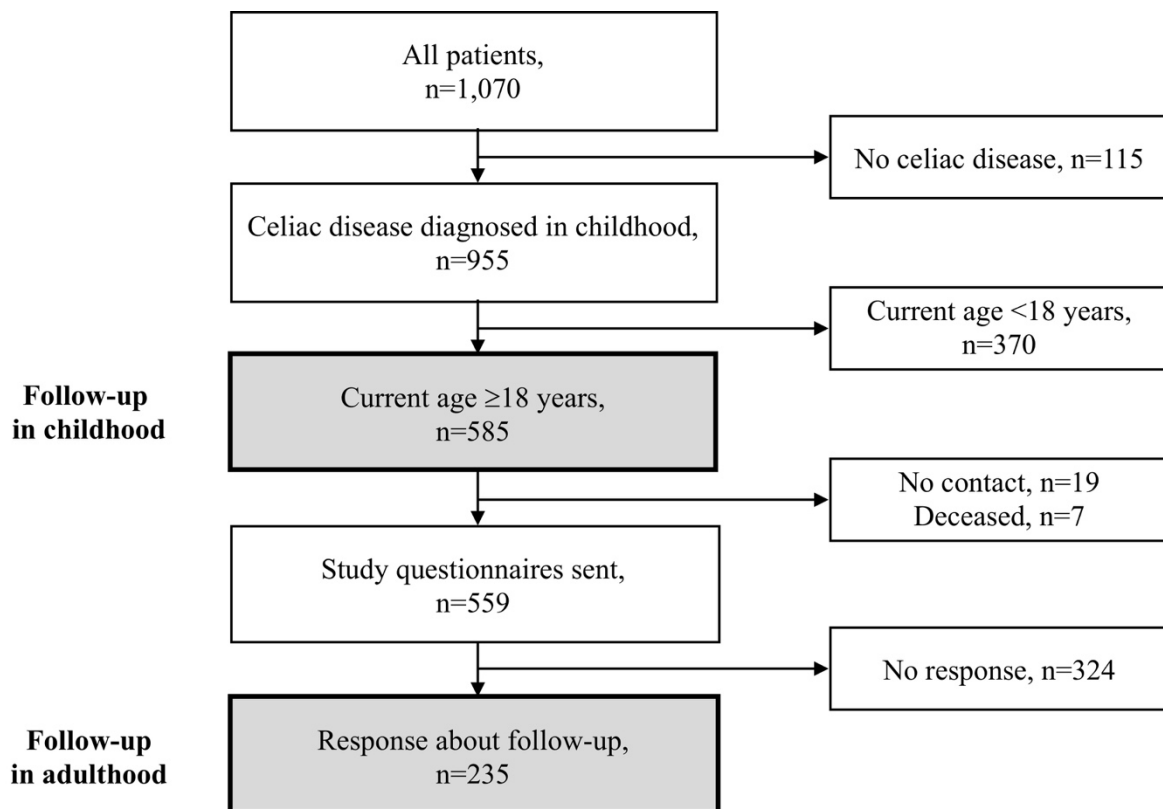 All patients,
n=1,070
No celiac disease, n=115
Celiac disease diagnosed in childhood,
n=955
Current age <18 years,
n=370
Follow-up
in childhood
Current age ≥18 years,
n=585
No contact, n=19
Deceased, n=7
Study questionnaires sent,
n=559
No response, n=324
Follow-up
in adulthood
Response about follow-up,
n=235